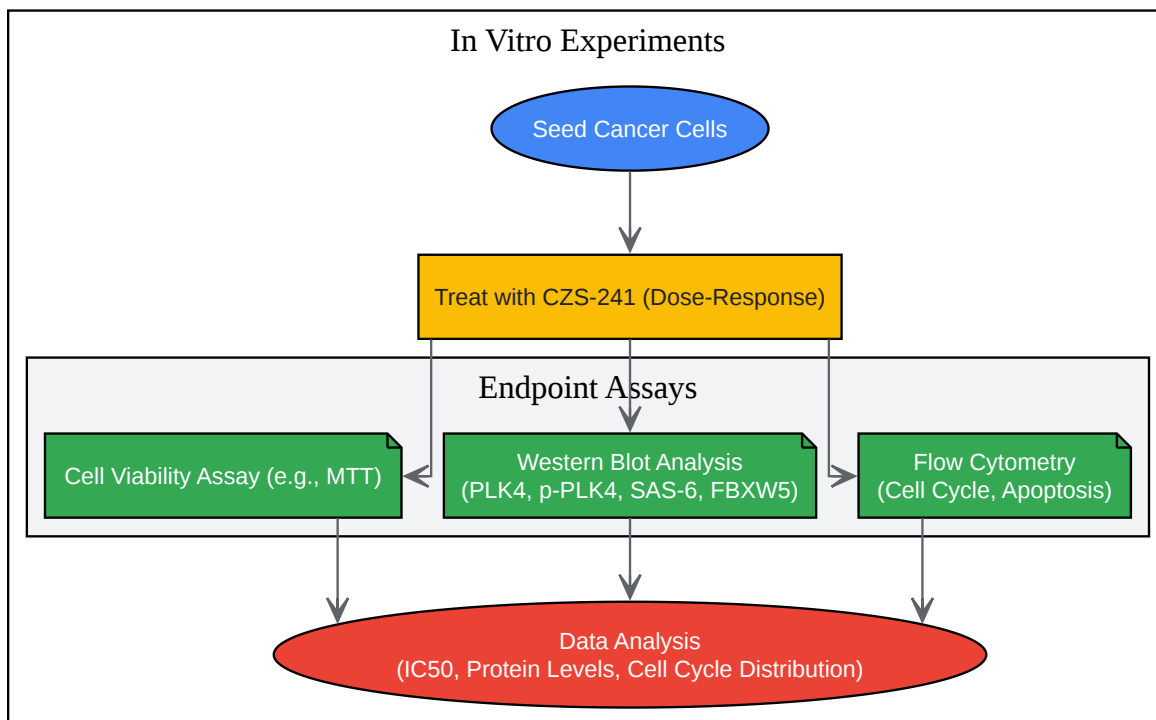 In Vitro Experiments
Seed Cancer Cells
Treat with CZS-241 (Dose-Response)
Endpoint Assays
Cell Viability Assay (e.g., MTT)
Western Blot Analysis
(PLK4, p-PLK4, SAS-6, FBXW5)
Flow Cytometry
(Cell Cycle, Apoptosis)
Data Analysis
(IC50, Protein Levels, Cell Cycle Distribution)